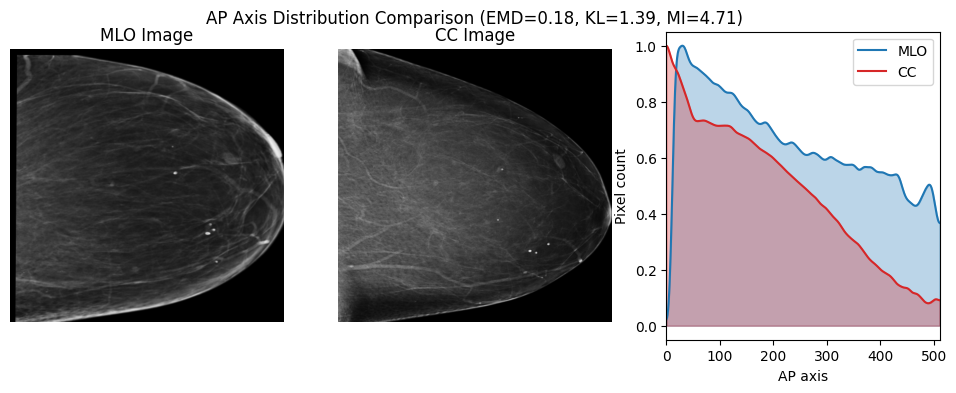 AP Axis Distribution Comparison (EMD=0.18, KL=1.39, MI=4.71)
MLO Image
CC Image
MLO
CC
Pixel count
1.0
0.8
0.6
0.4
0.2
0.0
0 100 200 300 400 500
AP axis